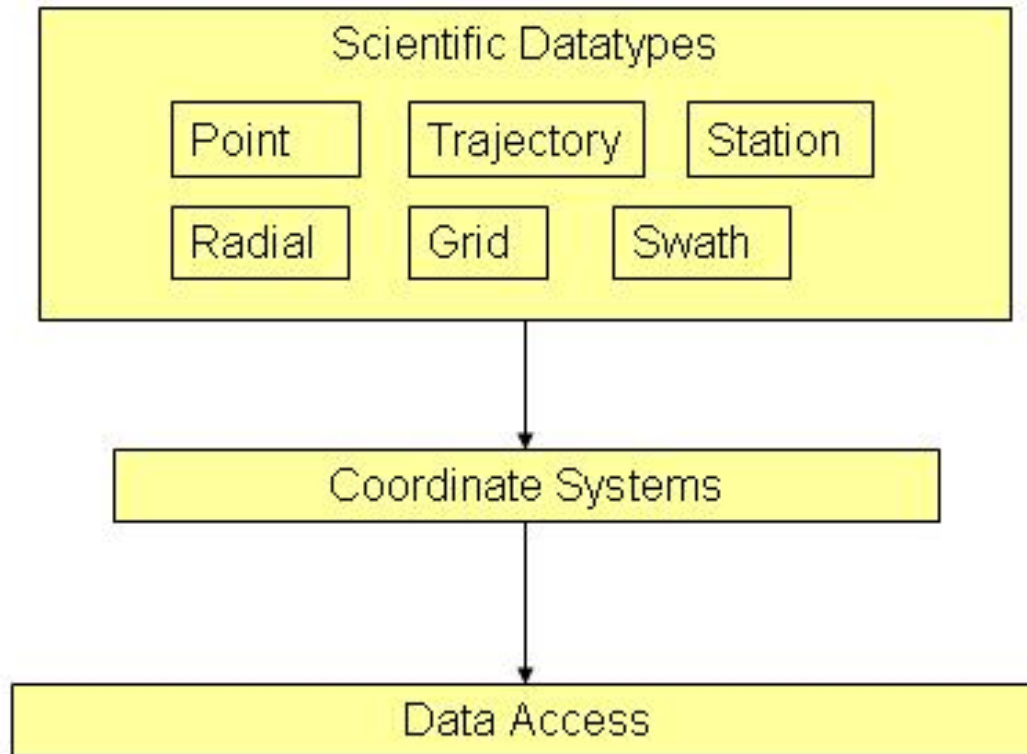 Scientific Datatypes
Point Trajectory Station
Radial Grid Swath
Coordinate Systems
Data Access